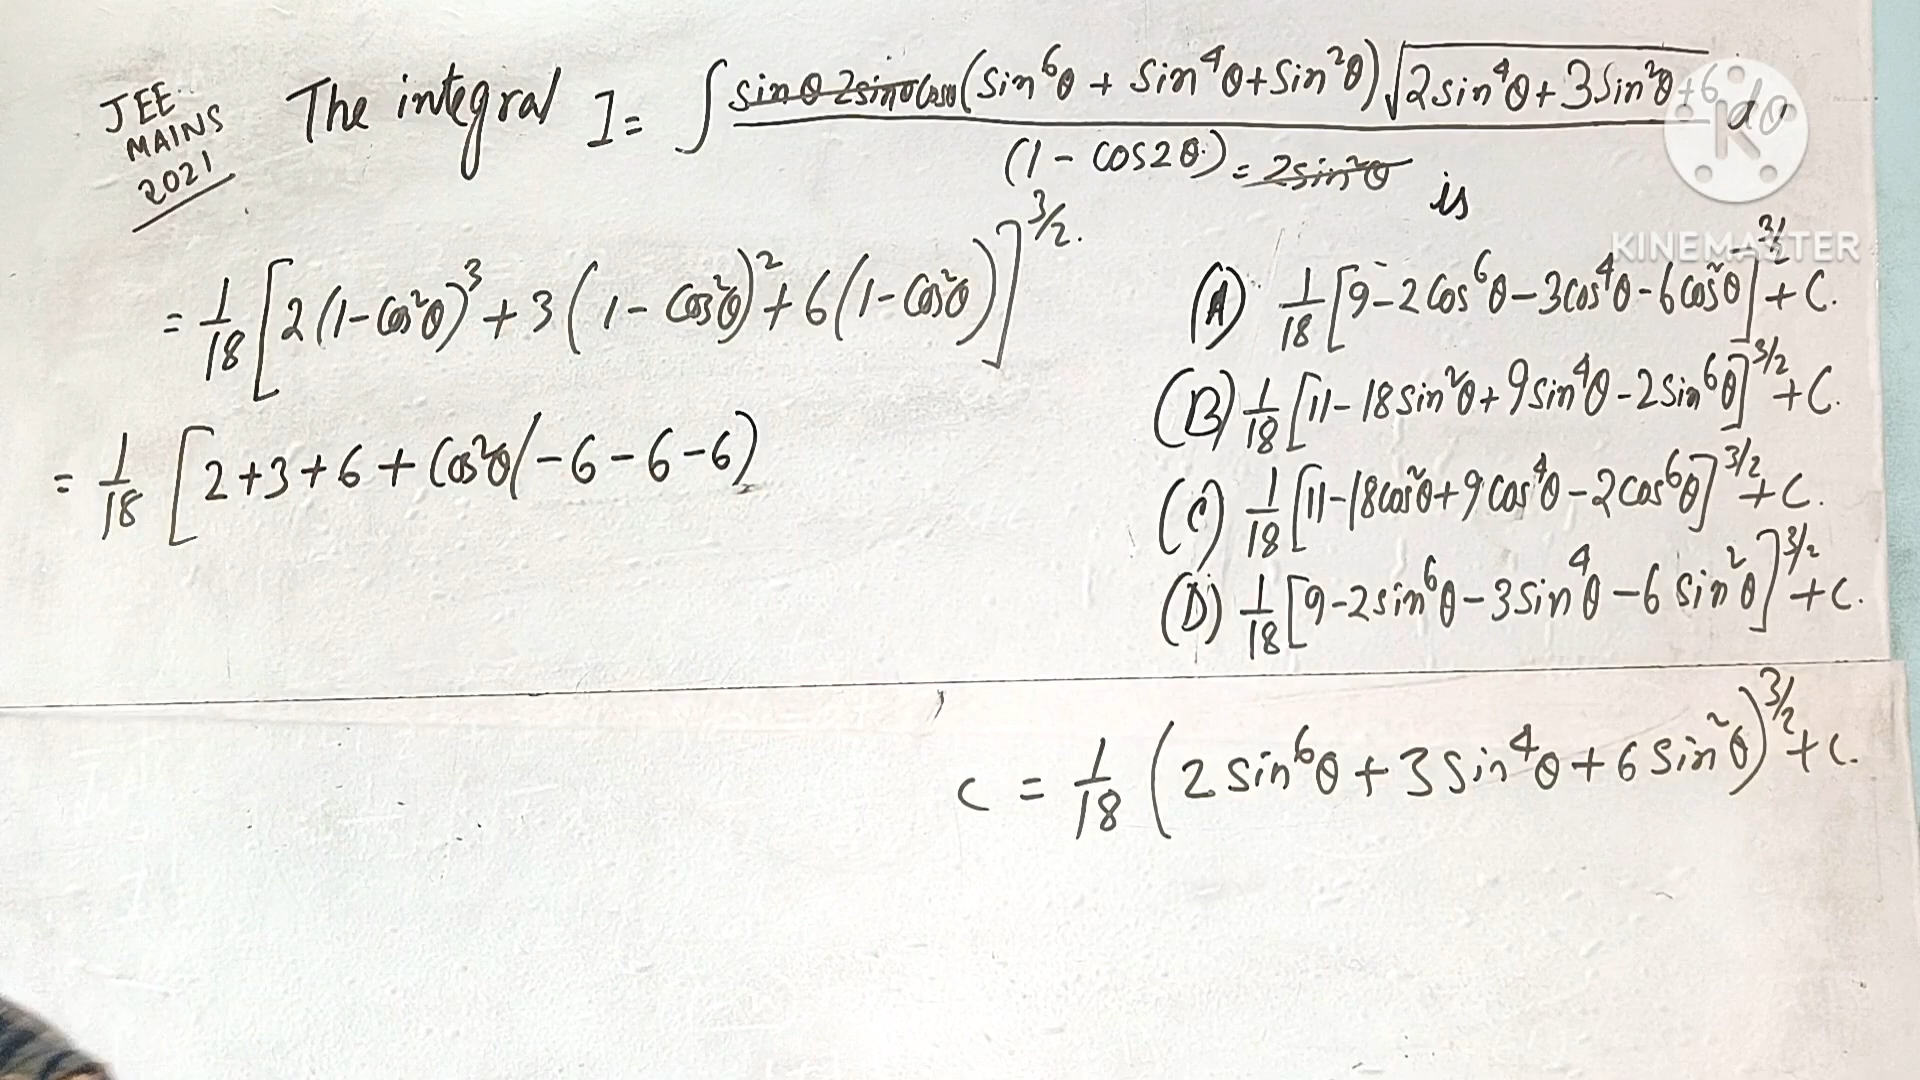 JEE MAINS 2021
The integral I = ∫ sinθ 2sinθcosθ (sin⁶θ + sin⁴θ + sin²θ) √2sin⁴θ + 3sin²θ + 6 dθ
(1 - cos2θ) = 2sin²θ is
= 1/18 [2(1-cos²θ)³ + 3(1-cos²θ)² + 6(1-cos²θ)]^3/2.
= 1/18 [2+3+6+cos²θ(-6-6-6)
KINEMASTER
(A) 1/18 [9-2cos⁶θ-3cos⁴θ-6cos²θ]^3/2 + C.
(B) 1/18 [11-18sin²θ+9sin⁴θ-2sin⁶θ]^3/2 + C.
(C) 1/18 [11-18cos²θ+9cos⁴θ-2cos⁶θ]^3/2 + C.
(D) 1/18 [9-2sin⁶θ-3sin⁴θ-6sin²θ]^3/2 + C.
C = 1/18 (2sin⁶θ+3sin⁴θ+6sin²θ)^3/2 + C.